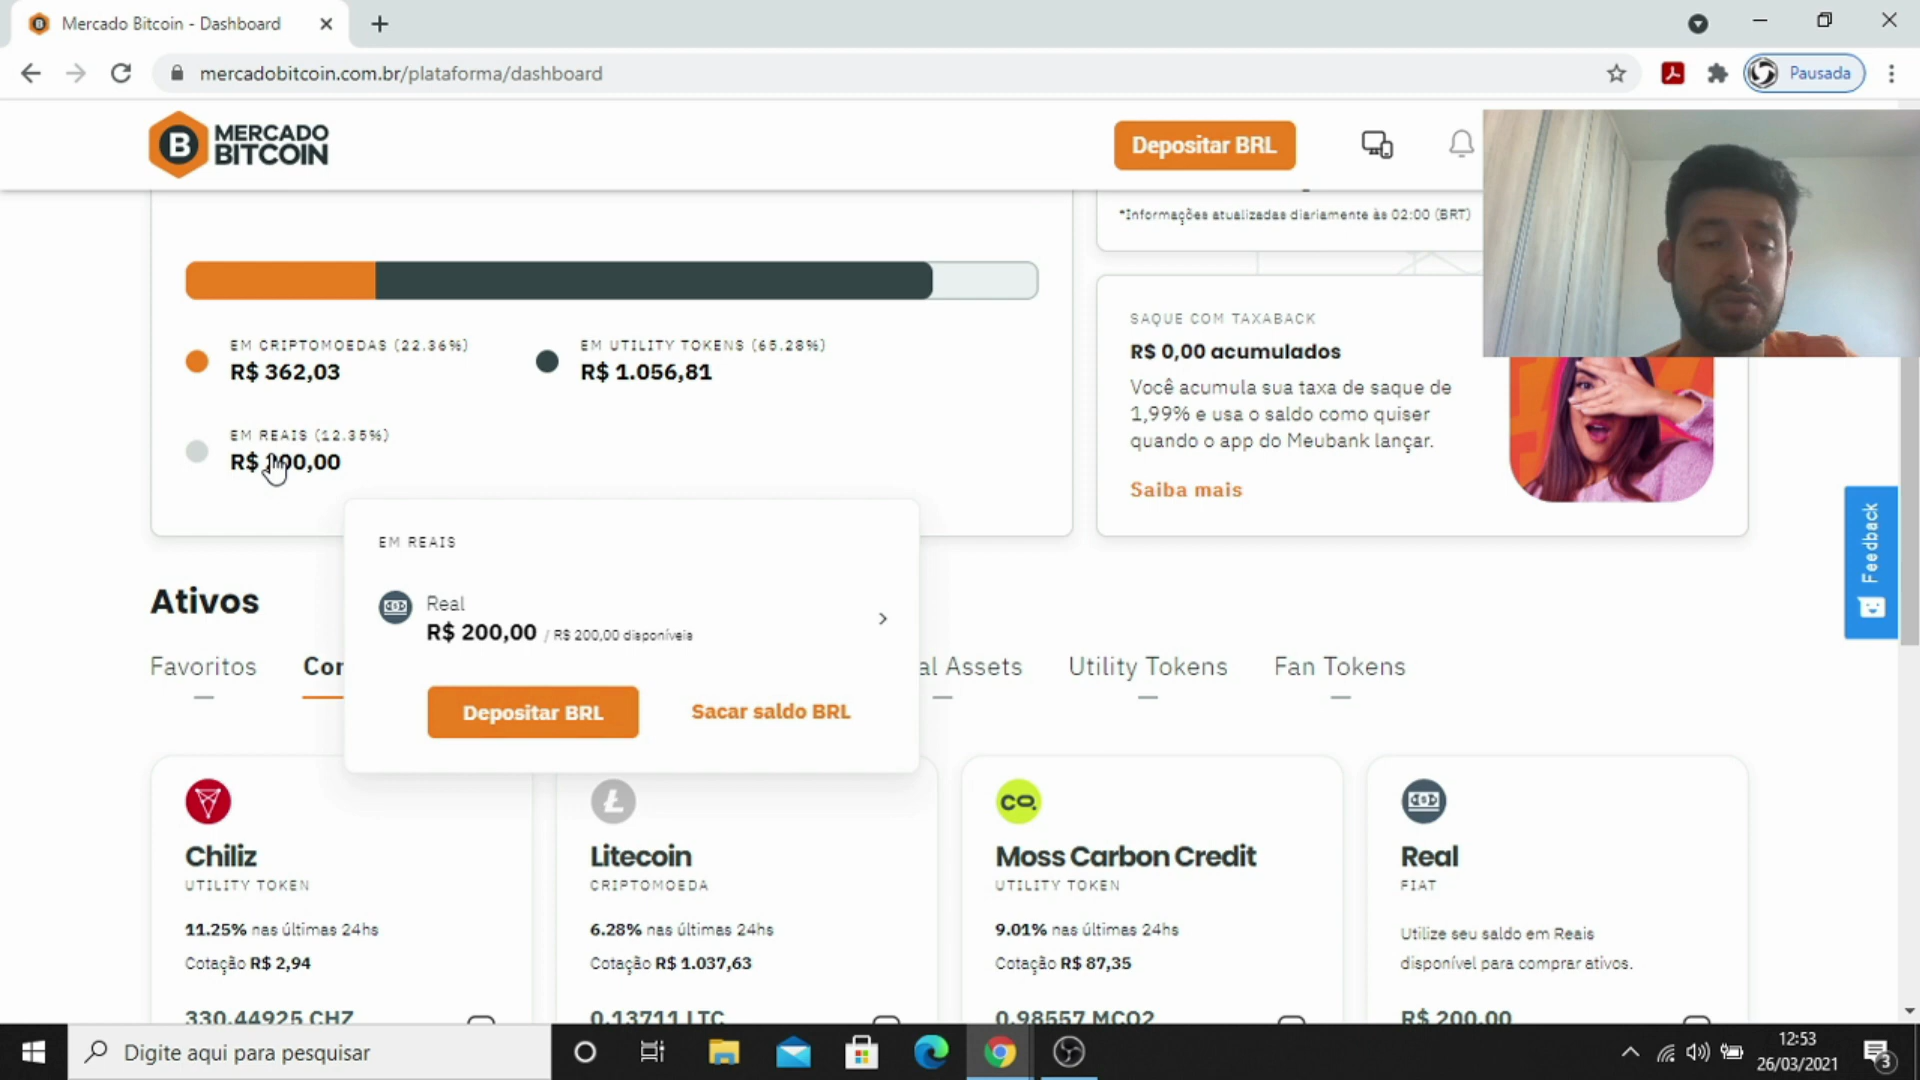 Mercado Bitcoin - Dashboard
mercadobitcoin.com.br/plataforma/dashboard
Pausada
MERCADO
BITCOIN
Depositar BRL
*Informações atualizadas diariamente às 02:00 (BRT)
EM CRIPTOMOEDAS (22.36%)
R$ 362,03
EM UTILITY TOKENS (65.28%)
R$ 1.056,81
EM REAIS (12.35%)
R$ 200,00
SAQUE COM TAXABACK
R$ 0,00 acumulados
Você acumula sua taxa de saque de
1,99% e usa o saldo como quiser
quando o app do Meubank lançar.
Saiba mais
Feedback
EM REAIS
Real
R$ 200,00 / R$ 200,00 disponíveis
Depositar BRL
Sacar saldo BRL
Ativos
Favoritos
Utility Tokens
Fan Tokens
Chiliz
UTILITY TOKEN
11.25% nas últimas 24hs
Cotação R$ 2,94
330.44925 CHZ
Litecoin
CRIPTOMOEDA
6.28% nas últimas 24hs
Cotação R$ 1.037,63
0.13711 LTC
CO.
Moss Carbon Credit
UTILITY TOKEN
9.01% nas últimas 24hs
Cotação R$ 87,35
0.98557 MCO2
Real
FIAT
Utilize seu saldo em Reais
disponível para comprar ativos.
R$ 200,00
Digite aqui para pesquisar
12:53
26/03/2021
3